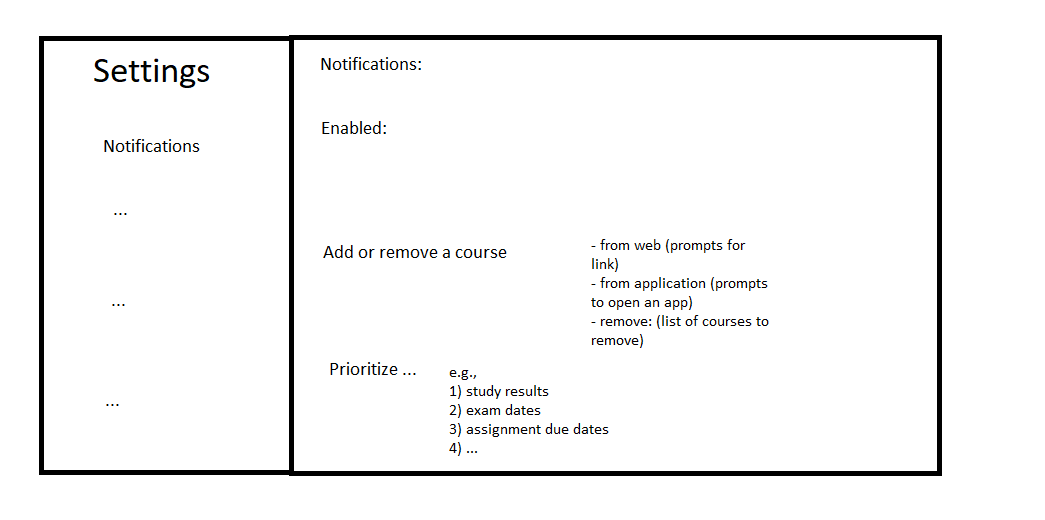 Settings
Notifications
...
...
...
Notifications:
Enabled:
Add or remove a course
- from web (prompts for
link)
- from application (prompts
to open an app)
- remove: (list of courses to
remove)
Prioritize ...
e.g.,
1) study results
2) exam dates
3) assignment due dates
4) ...